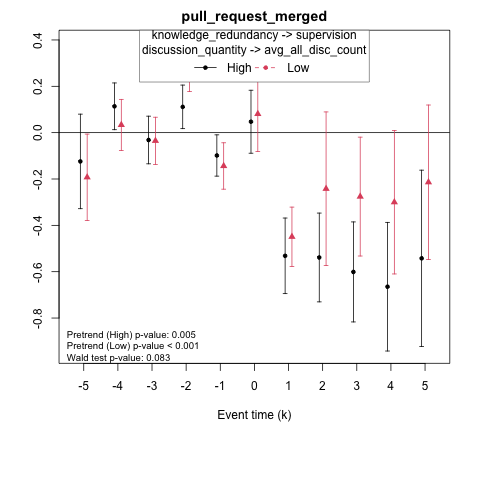 pull_request_merged
knowledge_redundancy -> supervision
discussion_quantity -> avg_all_disc_count
High Low
0.4
0.2
0.0
-0.2
-0.4
-0.6
-0.8
Pretrend (High) p-value: 0.005
Pretrend (Low) p-value < 0.001
Wald test p-value: 0.083
-5 -4 -3 -2 -1 0 1 2 3 4 5
Event time (k)